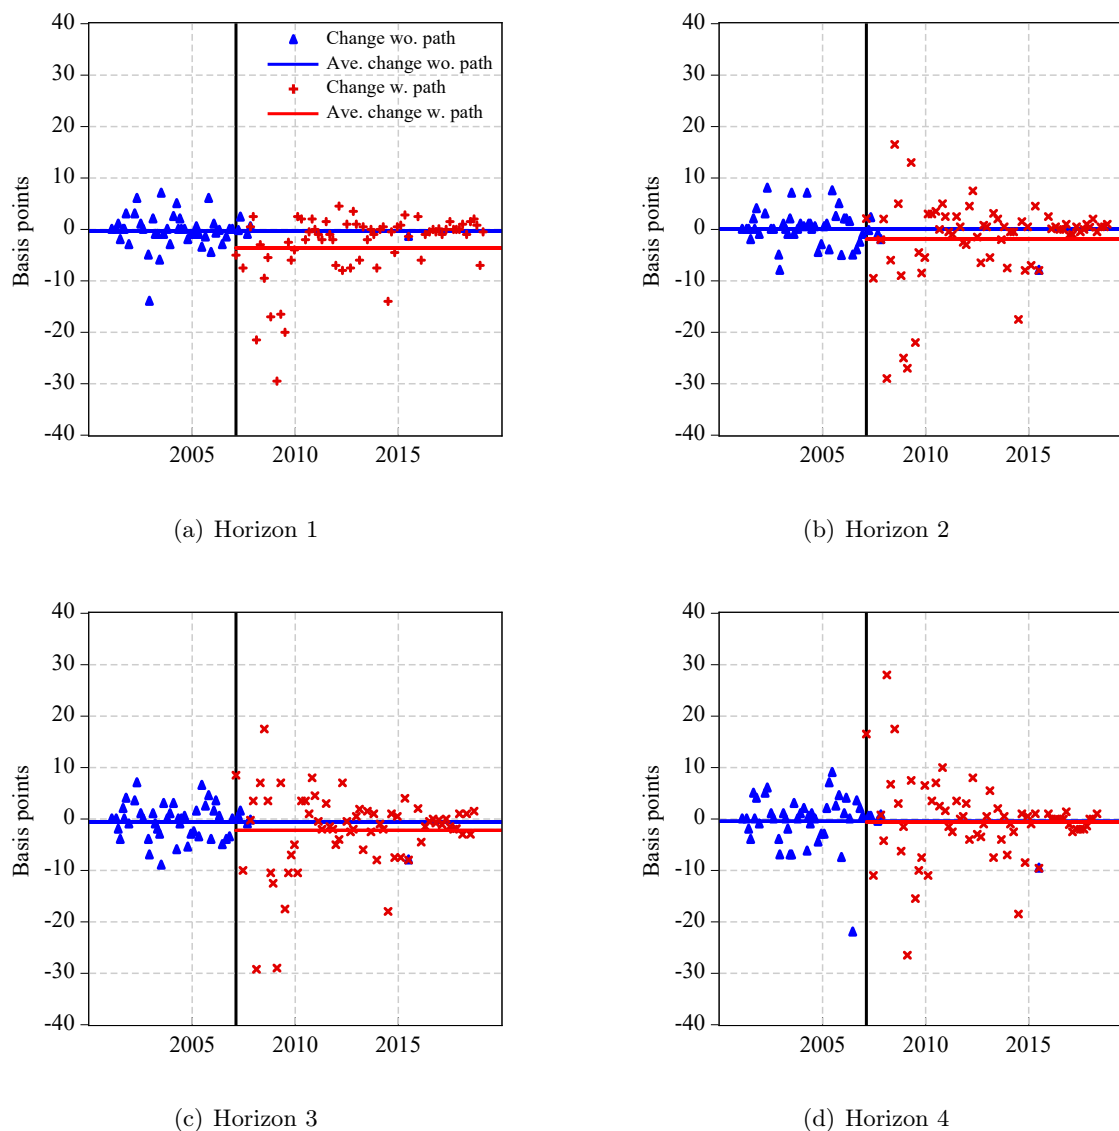 40
30
20
10
0
-10
-20
-30
-40
Basis points
2005 2010 2015
Change wo. path
Ave. change wo. path
Change w. path
Ave. change w. path
(a) Horizon 1
40
30
20
10
0
-10
-20
-30
-40
Basis points
2005 2010 2015
(b) Horizon 2
40
30
20
10
0
-10
-20
-30
-40
Basis points
2005 2010 2015
(c) Horizon 3
40
30
20
10
0
-10
-20
-30
-40
Basis points
2005 2010 2015
(d) Horizon 4